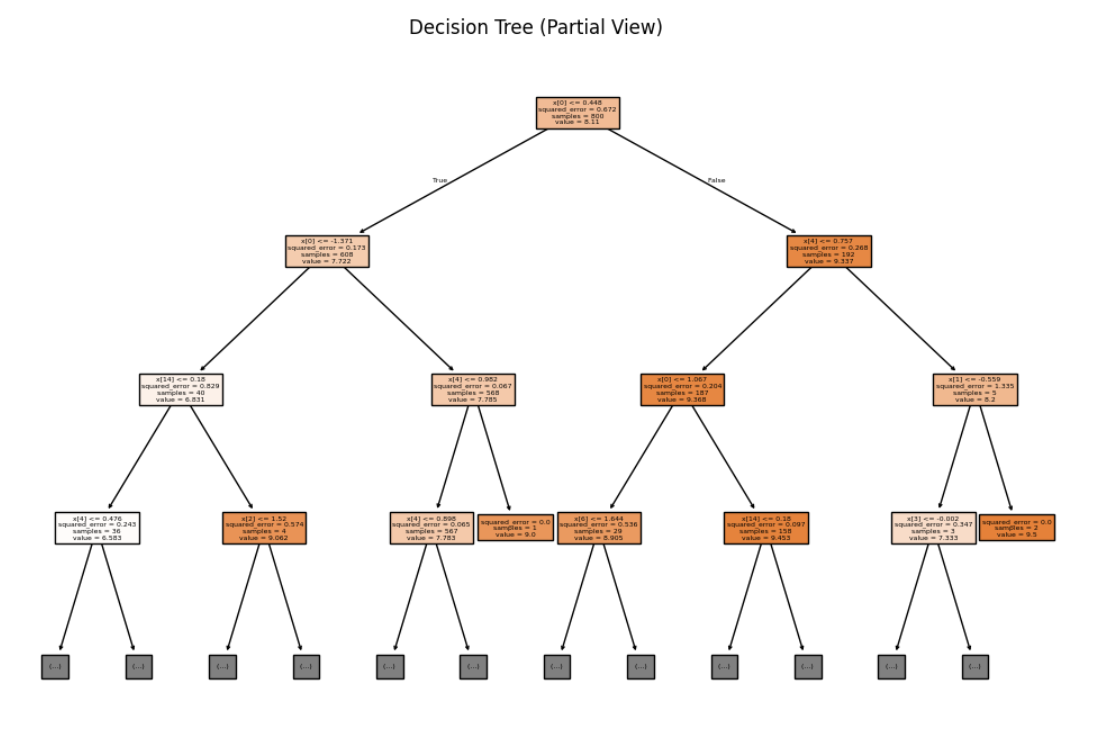 Decision Tree (Partial View)
x[0] <= 0.448
squared_error = 0.672
samples = 800
value = 8.11
True
False
x[0] <= -1.371
squared_error = 0.173
samples = 608
value = 7.722
x[4] <= 0.757
squared_error = 0.268
samples = 192
value = 9.337
x[14] <= 0.18
squared_error = 0.829
samples = 40
value = 6.831
x[4] <= 0.982
squared_error = 0.067
samples = 568
value = 7.785
x[0] <= 1.067
squared_error = 0.204
samples = 187
value = 9.368
x[1] <= -0.559
squared_error = 1.335
samples = 5
value = 8.2
x[4] <= 0.476
squared_error = 0.243
samples = 36
value = 6.583
x[2] <= 1.52
squared_error = 0.574
samples = 4
value = 9.062
x[4] <= 0.898
squared_error = 0.065
samples = 567
value = 7.783
squared_error = 0.0
samples = 1
value = 9.0
x[6] <= 1.644
squared_error = 0.536
samples = 29
value = 8.905
x[14] <= 0.18
squared_error = 0.097
samples = 158
value = 9.453
x[3] <= -0.002
squared_error = 0.347
samples = 3
value = 7.333
squared_error = 0.0
samples = 2
value = 9.5
(...)
(...)
(...)
(...)
(...)
(...)
(...)
(...)
(...)
(...)
(...)
(...)